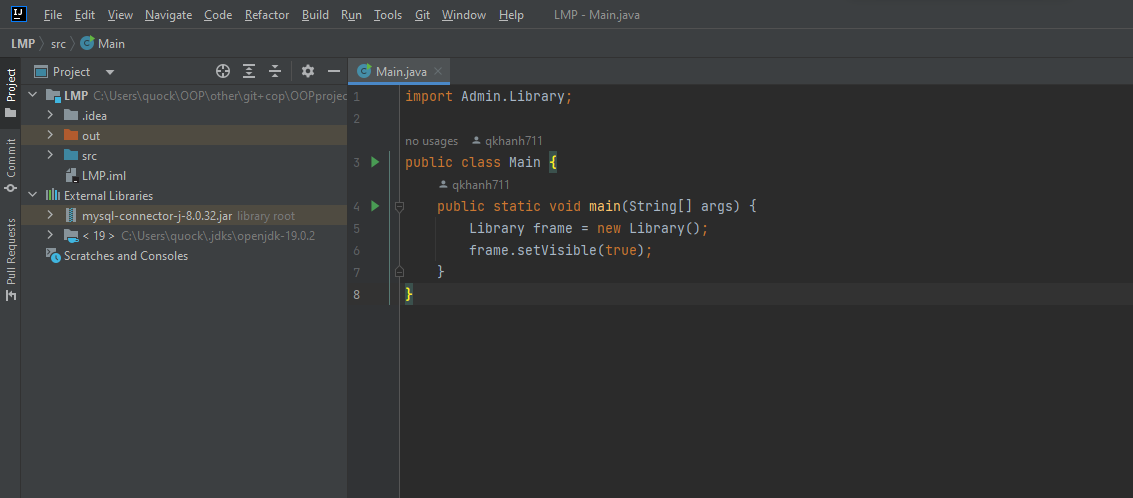 IJ File Edit View Navigate Code Refactor Build Run Tools Git Window Help LMP - Main.java
LMP src Main
Project
Commit
Pull Requests
Project
LMP C:\Users\quock\OOP\other\git+cop\OOPprojec
.idea
out
src
LMP.iml
External Libraries
mysql-connector-j-8.0.32.jar library root
< 19 > C:\Users\quock\.jdks\openjdk-19.0.2
Scratches and Consoles
Main.java
1 import Admin.Library;
2
no usages qkhanh711
3 public class Main {
qkhanh711
4 public static void main(String[] args) {
5 Library frame = new Library();
6 frame.setVisible(true);
7 }
8 }